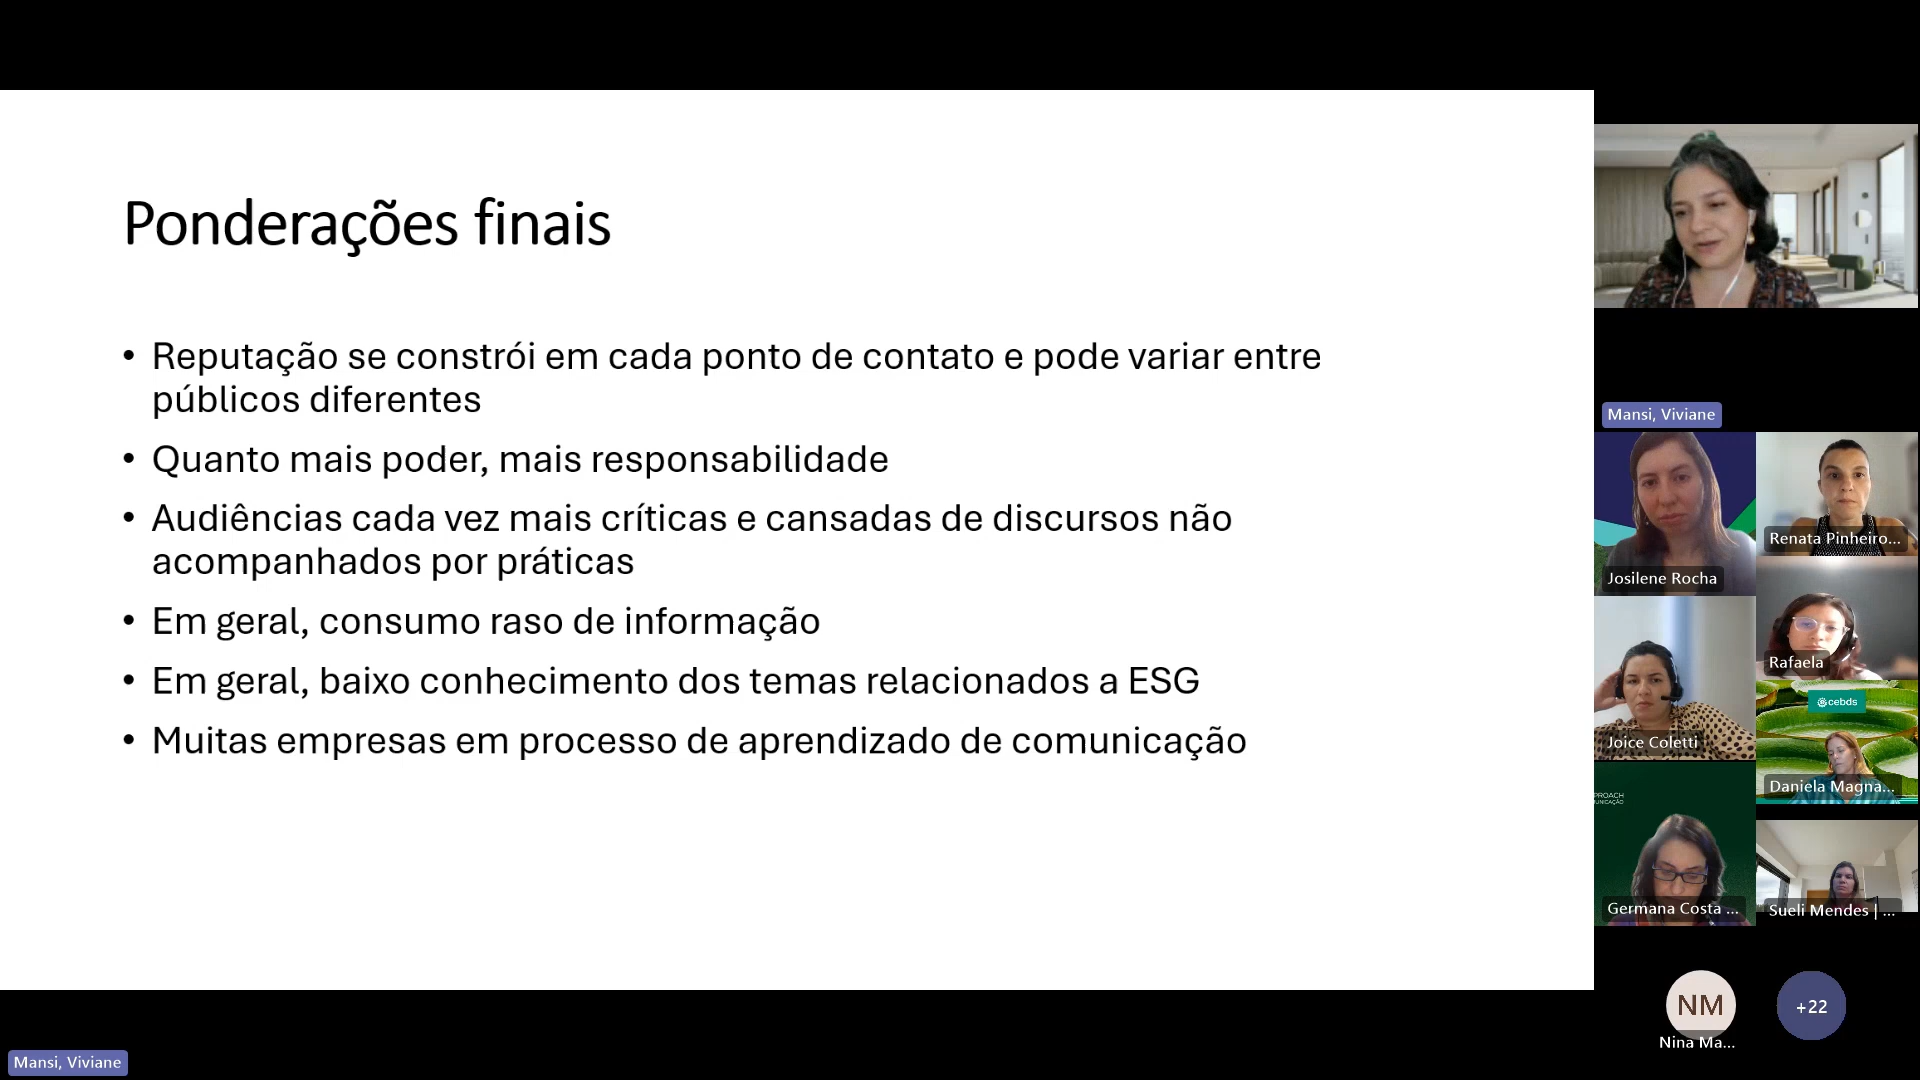 Ponderações finais
• Reputação se constrói em cada ponto de contato e pode variar entre
públicos diferentes
• Quanto mais poder, mais responsabilidade
• Audiências cada vez mais críticas e cansadas de discursos não
acompanhados por práticas
• Em geral, consumo raso de informação
• Em geral, baixo conhecimento dos temas relacionados a ESG
• Muitas empresas em processo de aprendizado de comunicação
Mansi, Viviane
Josilene Rocha
Renata Pinheiro...
Rafaela
Joice Coletti
cebds
Daniela Magna...
PROACH
UNICAÇÃO
Germana Costa ...
Sueli Mendes | ...
NM
Nina Ma...
+22
Mansi, Viviane